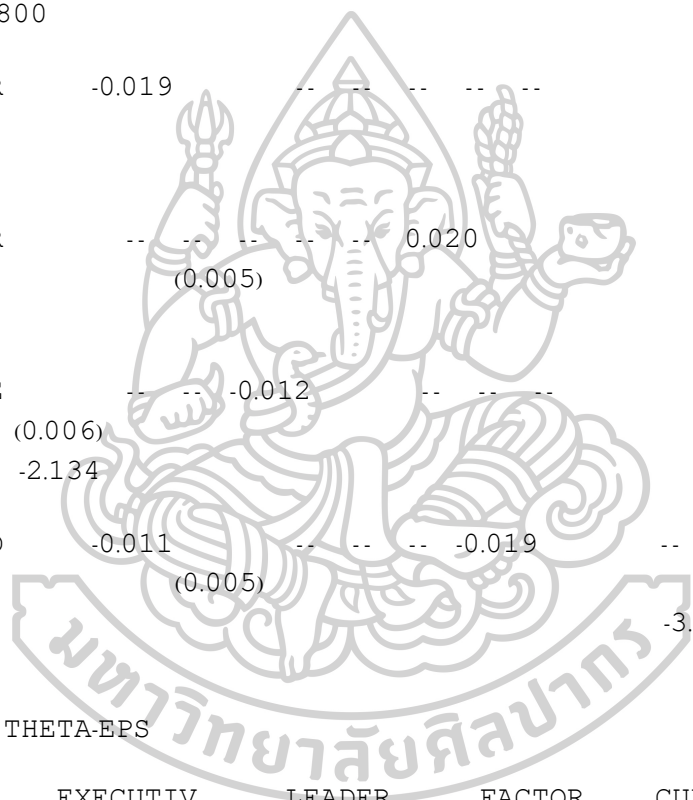 800
R -0.019 -- -- -- -- --
R -- -- -- -- -- 0.020
(0.005)
-- -- -0.012 -- -- --
(0.006)
-2.134
-0.011 -- -- -- -0.019 --
(0.005)
-3.
มหาวิทยาลัยศิลปากร
THETA-EPS
EXECUTIV LEADER FACTOR